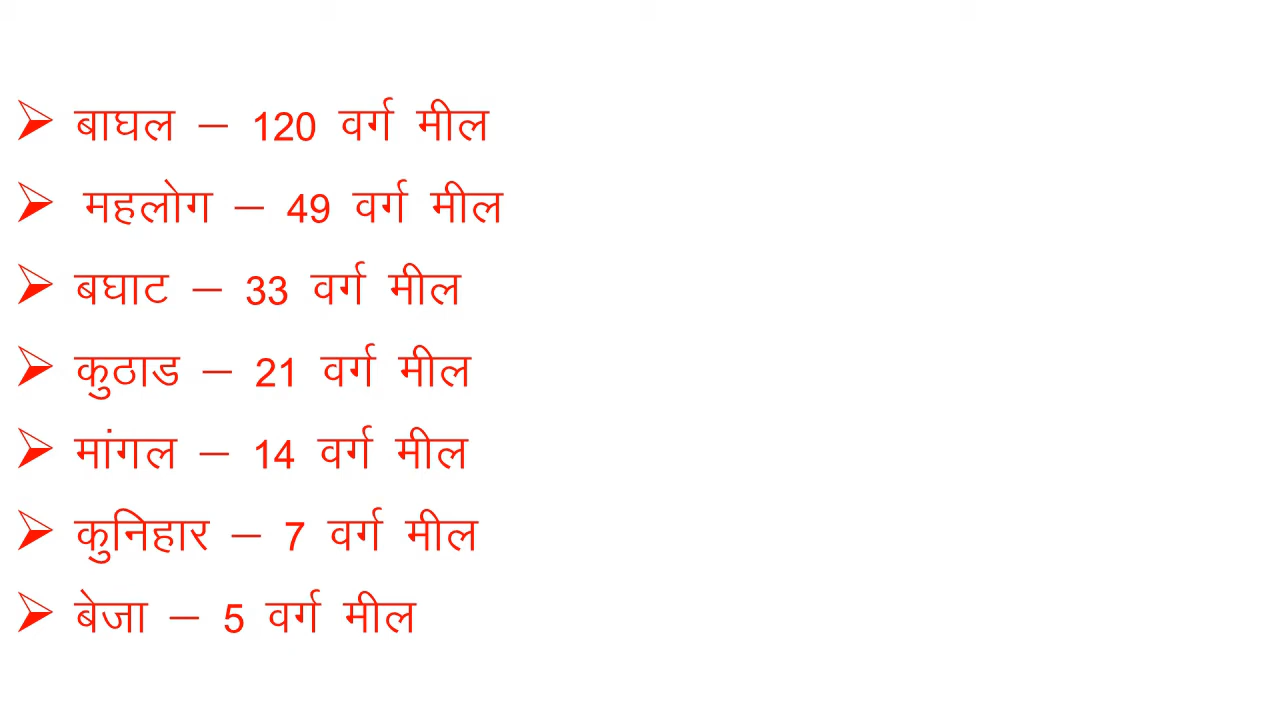 ➢ बाघल – 120 वर्ग मील
➢ महलोग – 49 वर्ग मील
➢ बघाट – 33 वर्ग मील
➢ कुठाड – 21 वर्ग मील
➢ मांगल – 14 वर्ग मील
➢ कुनिहार – 7 वर्ग मील
➢ बेजा – 5 वर्ग मील